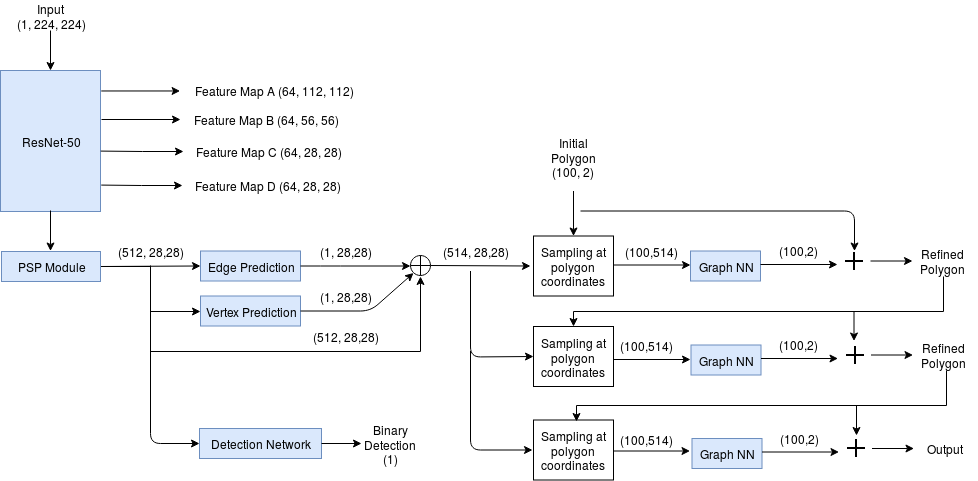 Input
(1, 224, 224)
ResNet-50
Feature Map A (64, 112, 112)
Feature Map B (64, 56, 56)
Feature Map C (64, 28, 28)
Feature Map D (64, 28, 28)
PSP Module
(512, 28,28)
Edge Prediction
(1, 28,28)
Vertex Prediction
(1, 28,28)
(512, 28,28)
Detection Network
Binary
Detection
(1)
(514, 28,28)
Initial
Polygon
(100, 2)
Sampling at
polygon
coordinates
(100,514)
Graph NN
(100,2)
+
Refined
Polygon
Sampling at
polygon
coordinates
(100,514)
Graph NN
(100,2)
+
Refined
Polygon
Sampling at
polygon
coordinates
(100,514)
Graph NN
(100,2)
+
Output